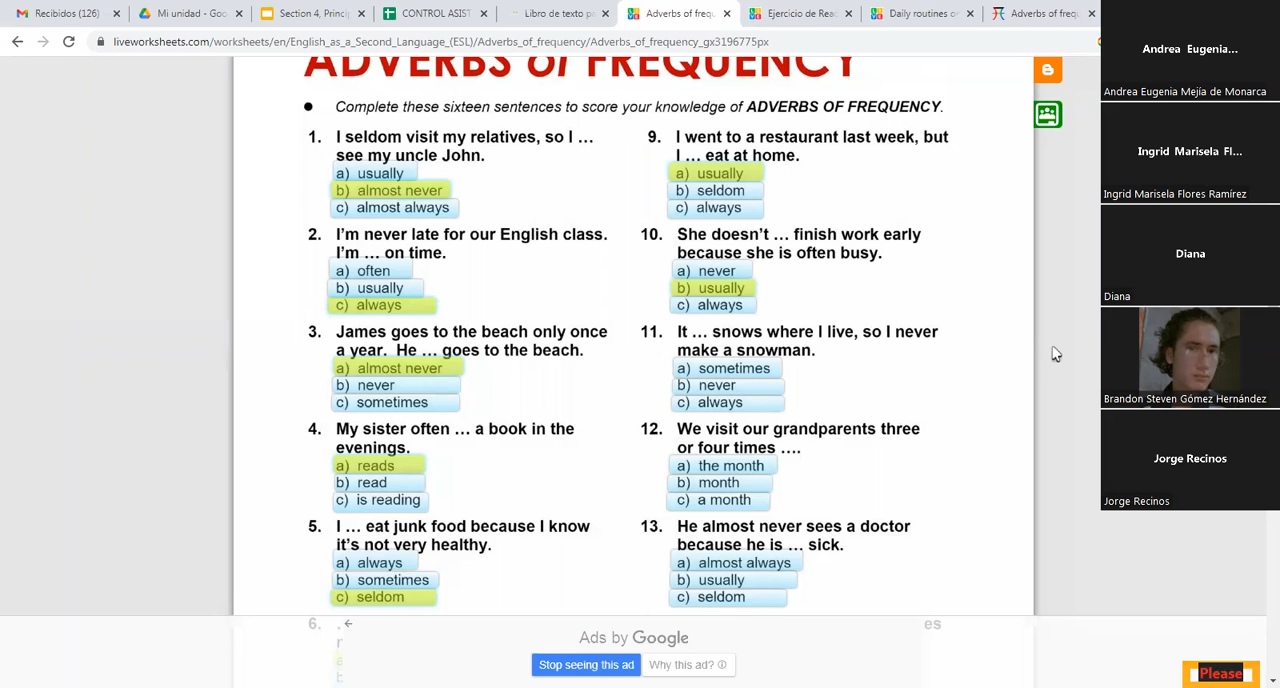 Recibidos (126)
Mi unidad - Goo
Section 4, Princi
CONTROL ASIST
Libro de texto pa
Adverbs of frequ
Ejercicio de Rea
Daily routines o
Adverbs of frequ
liveworksheets.com/worksheets/en/English_as_a_Second_Language_(ESL)/Adverbs_of_frequency/Adverbs_of_frequency_gx3196775px
ADVERBS of FREQUENCY
● Complete these sixteen sentences to score your knowledge of ADVERBS OF FREQUENCY.
1. I seldom visit my relatives, so I …
see my uncle John.
a) usually
b) almost never
c) almost always
2. I’m never late for our English class.
I’m … on time.
a) often
b) usually
c) always
3. James goes to the beach only once
a year. He … goes to the beach.
a) almost never
b) never
c) sometimes
4. My sister often … a book in the
evenings.
a) reads
b) read
c) is reading
5. I … eat junk food because I know
it’s not very healthy.
a) always
b) sometimes
c) seldom
6.
9. I went to a restaurant last week, but
I … eat at home.
a) usually
b) seldom
c) always
10. She doesn’t … finish work early
because she is often busy.
a) never
b) usually
c) always
11. It … snows where I live, so I never
make a snowman.
a) sometimes
b) never
c) always
12. We visit our grandparents three
or four times ….
a) the month
b) month
c) a month
13. He almost never sees a doctor
because he is … sick.
a) almost always
b) usually
c) seldom
es
Ads by Google
Stop seeing this ad
Why this ad?
Please
Andrea Eugenia...
Andrea Eugenia Mejía de Monarca
Ingrid Marisela Fl...
Ingrid Marisela Flores Ramírez
Diana
Diana
Brandon Steven Gómez Hernández
Jorge Recinos
Jorge Recinos